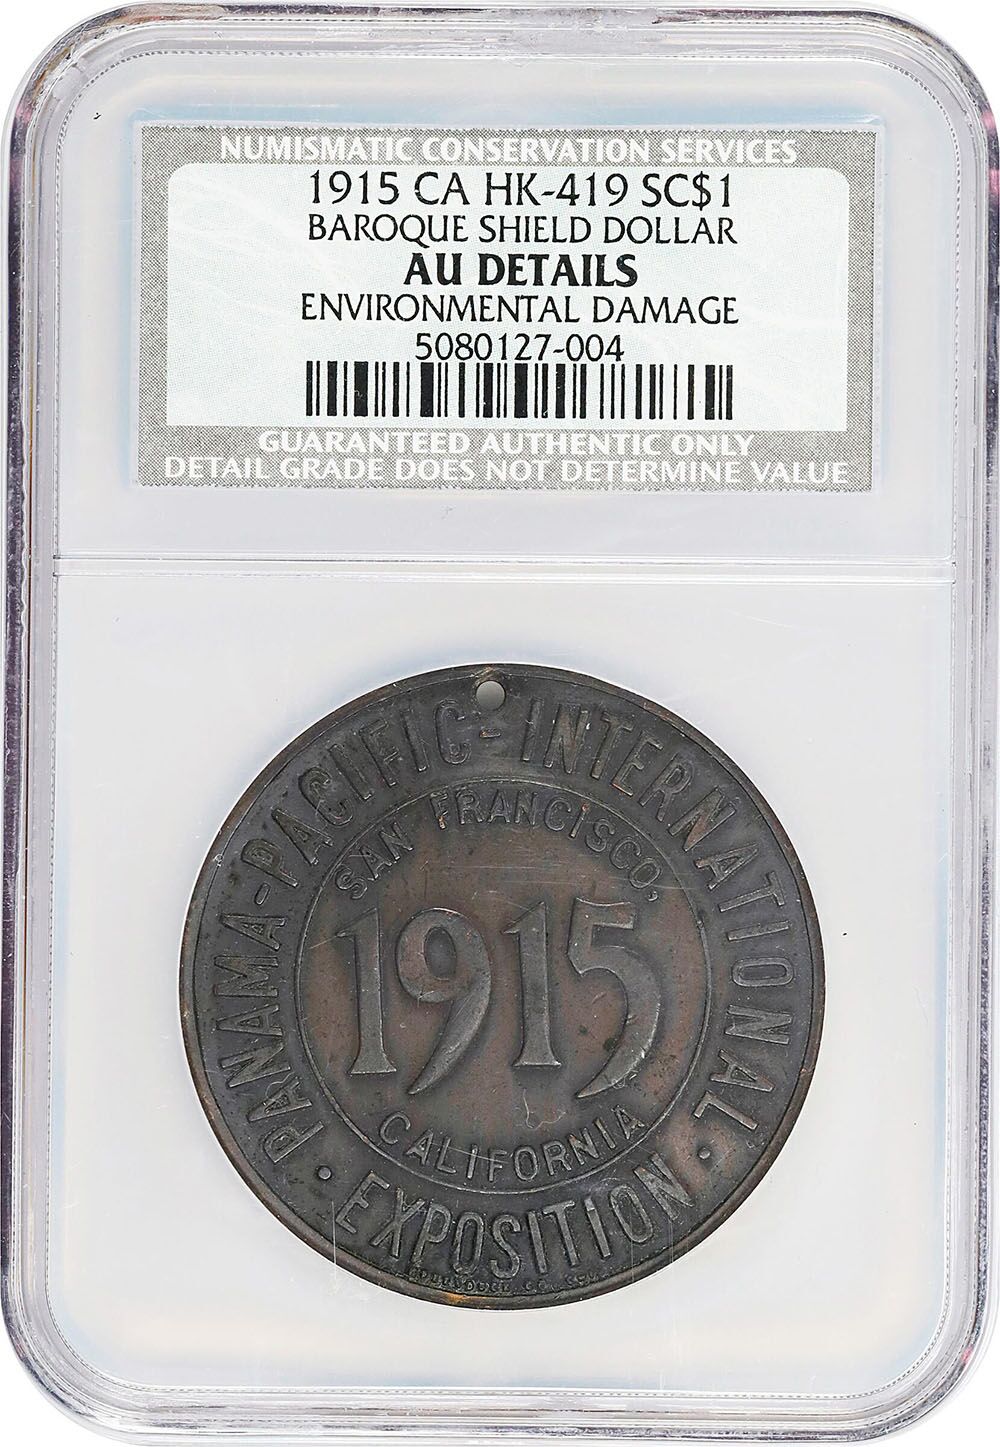 NUMISMATIC CONSERVATION SERVICES
1915 CA HK-419 SC$1
BAROQUE SHIELD DOLLAR
AU DETAILS
ENVIRONMENTAL DAMAGE
5080127-004
GUARANTEED AUTHENTIC ONLY
DETAIL GRADE DOES NOT DETERMINE VALUE
PANAMA-PACIFIC-INTERNATIONAL
SAN FRANCISCO,
1915
CALIFORNIA
• EXPOSITION •